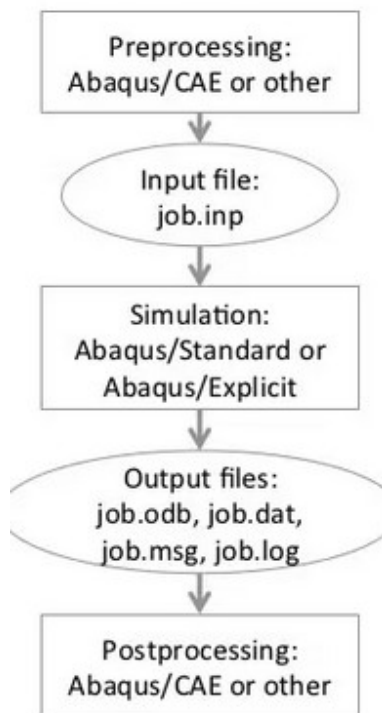 Preprocessing:
Abaqus/CAE or other
Input file:
job.inp
Simulation:
Abaqus/Standard or
Abaqus/Explicit
Output files:
job.odb, job.dat,
job.msg, job.log
Postprocessing:
Abaqus/CAE or other